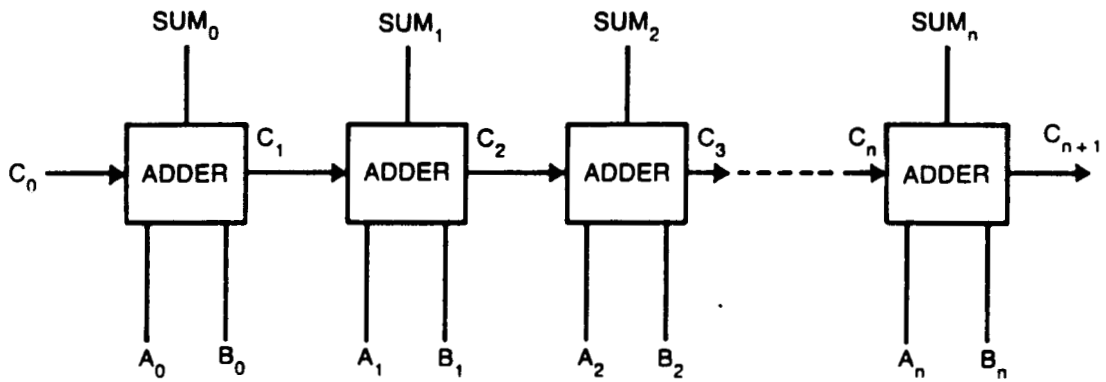 SUM₀ SUM₁ SUM₂ SUMₙ
C₀ ADDER C₁ ADDER C₂ ADDER C₃ Cₙ ADDER Cₙ₊₁
A₀ B₀ A₁ B₁ A₂ B₂ Aₙ Bₙ